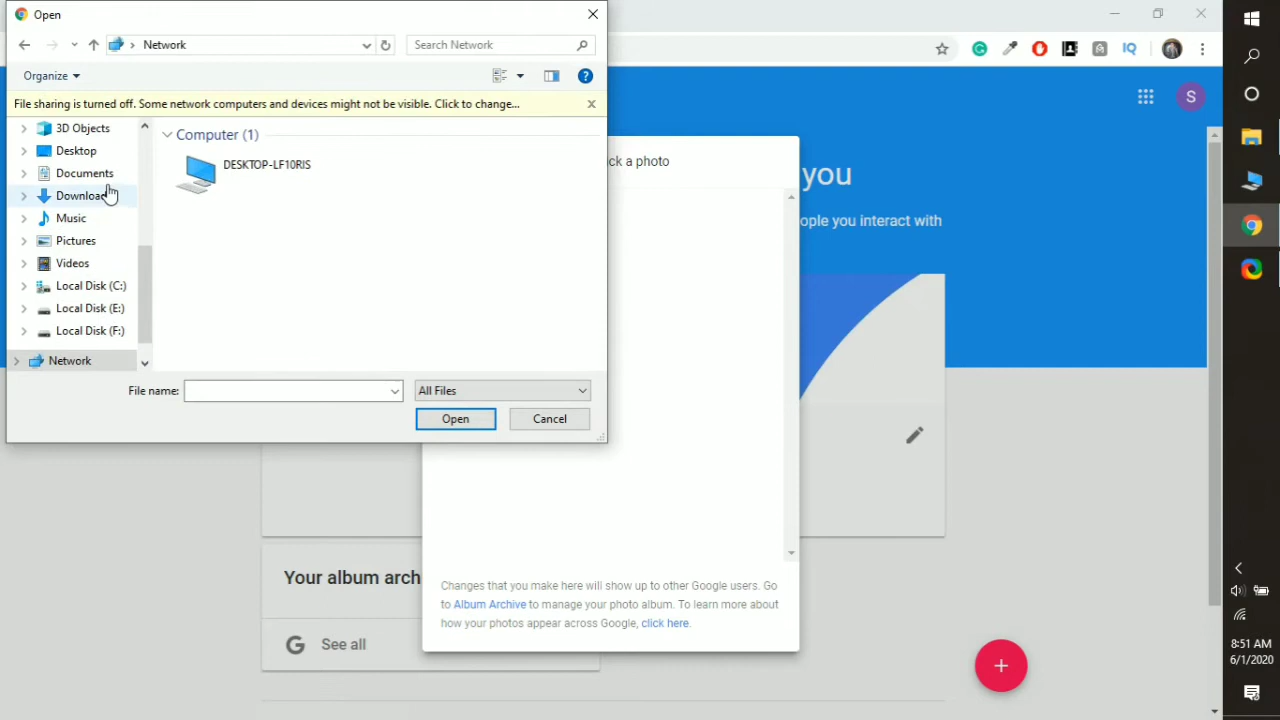 Open
Network
Search Network
Organize
File sharing is turned off. Some network computers and devices might not be visible. Click to change...
3D Objects
Desktop
Documents
Music
Pictures
Videos
Local Disk (C:)
Local Disk (E:)
Local Disk (F:)
Network
Computer (1)
DESKTOP-LF10RIS
File name:
All Files
Open
Cancel
a photo
you
you interact with
S
IQ
Your album
See all
G
Changes that you make here will show up to other Google users. Go
to Album Archive to manage your photo album. To learn more about
how your photos appear across Google, click here.
+
8:51 AM
6/1/2020